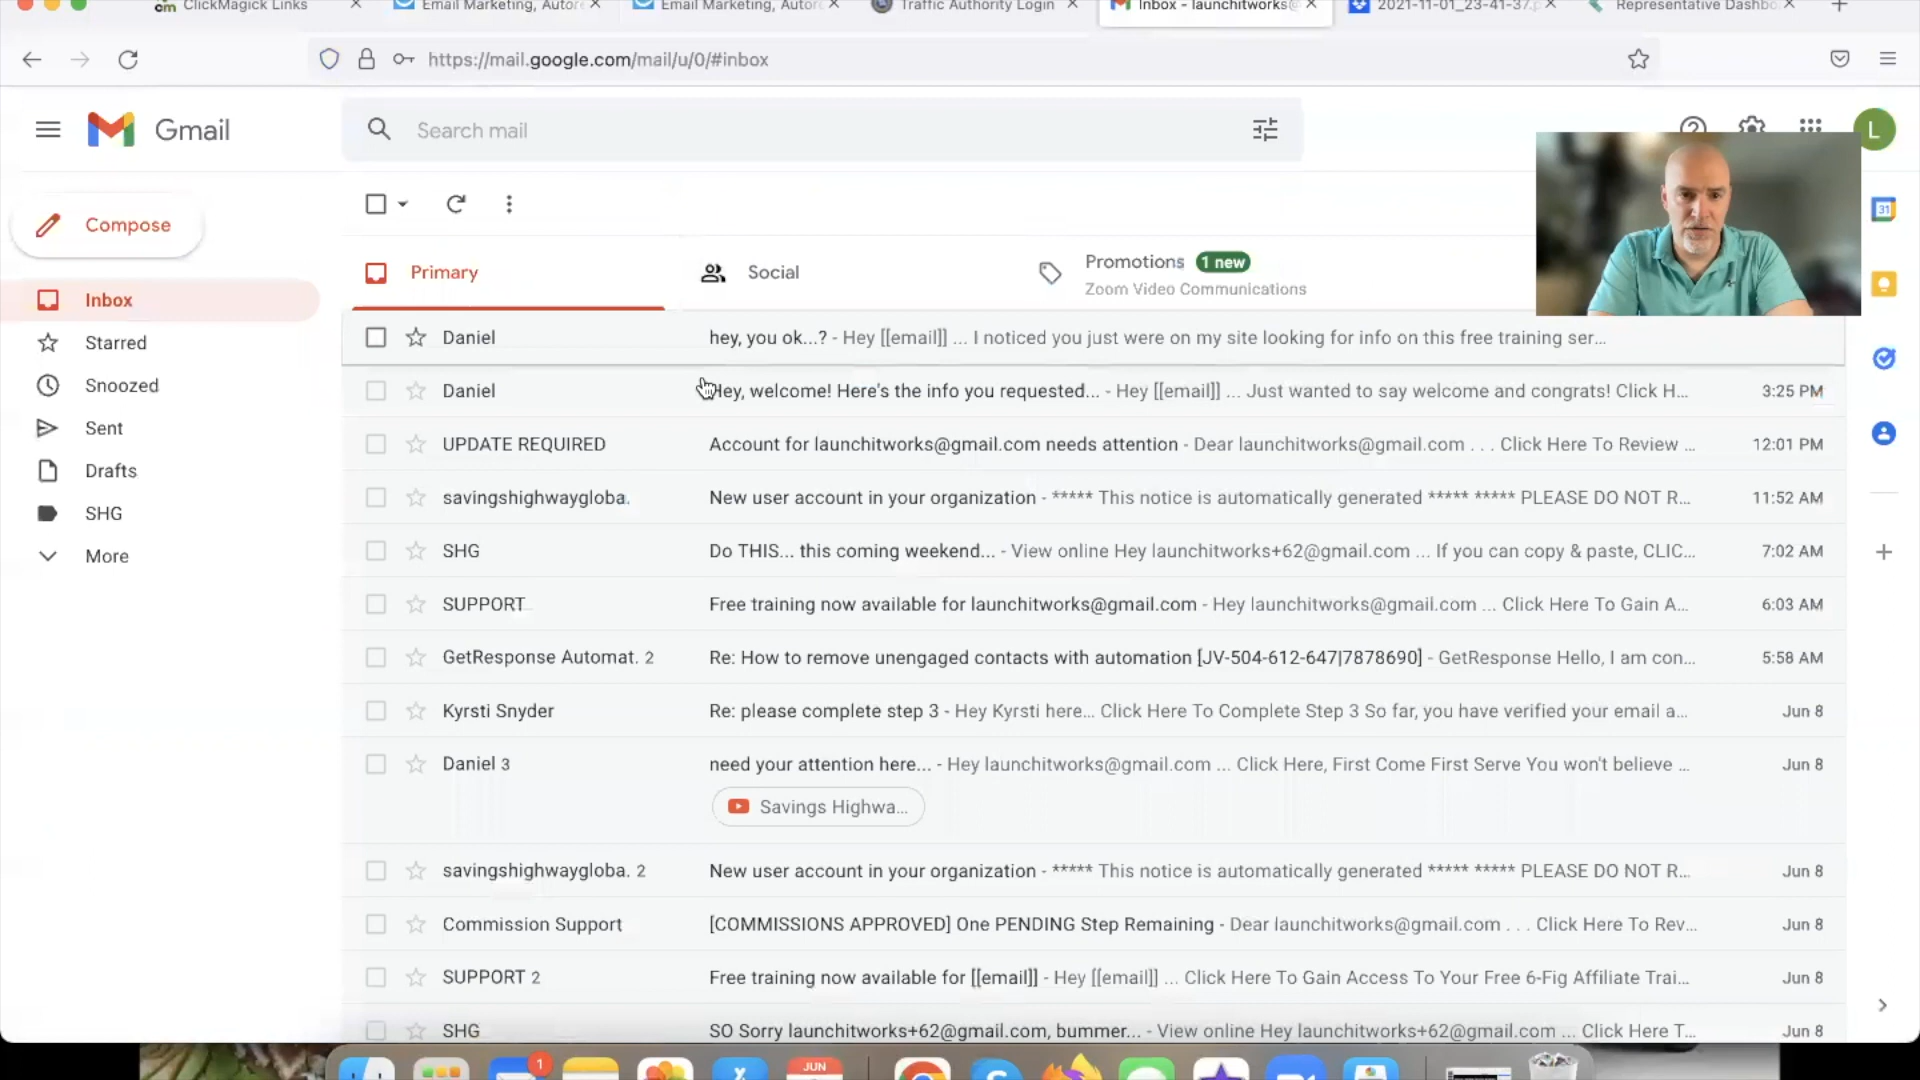 ClickMagick Links
Email Marketing, Autore
Email Marketing, Autor
Traffic Authority Login
Inbox - launchitworks@
2021-11-01_23-41-37.p
Representative Dashbo
https://mail.google.com/mail/u/0/#inbox
Gmail
Search mail
L
Compose
31
Primary
Social
Promotions 1 new
Zoom Video Communications
Inbox
Starred
Snoozed
Sent
Drafts
SHG
More
Daniel hey, you ok...? - Hey [[email]] ... I noticed you just were on my site looking for info on this free training ser...
Daniel Hey, welcome! Here's the info you requested... - Hey [[email]] ... Just wanted to say welcome and congrats! Click H... 3:25 PM
UPDATE REQUIRED Account for launchitworks@gmail.com needs attention - Dear launchitworks@gmail.com . . . Click Here To Review ... 12:01 PM
savingshighwaygloba. New user account in your organization - ***** This notice is automatically generated ***** ***** PLEASE DO NOT R... 11:52 AM
SHG Do THIS... this coming weekend... - View online Hey launchitworks+62@gmail.com ... If you can copy & paste, CLIC... 7:02 AM
SUPPORT Free training now available for launchitworks@gmail.com - Hey launchitworks@gmail.com ... Click Here To Gain A... 6:03 AM
GetResponse Automat. 2 Re: How to remove unengaged contacts with automation [JV-504-612-647|7878690] - GetResponse Hello, I am con... 5:58 AM
Kyrsti Snyder Re: please complete step 3 - Hey Kyrsti here... Click Here To Complete Step 3 So far, you have verified your email a... Jun 8
Daniel 3 need your attention here... - Hey launchitworks@gmail.com ... Click Here, First Come First Serve You won't believe ... Jun 8
Savings Highwa...
savingshighwaygloba. 2 New user account in your organization - ***** This notice is automatically generated ***** ***** PLEASE DO NOT R... Jun 8
Commission Support [COMMISSIONS APPROVED] One PENDING Step Remaining - Dear launchitworks@gmail.com . . . Click Here To Rev... Jun 8
SUPPORT 2 Free training now available for [[email]] - Hey [[email]] ... Click Here To Gain Access To Your Free 6-Fig Affiliate Trai... Jun 8
SHG SO Sorry launchitworks+62@gmail.com, bummer... - View online Hey launchitworks+62@gmail.com ... Click Here T... Jun 8
1
JUN